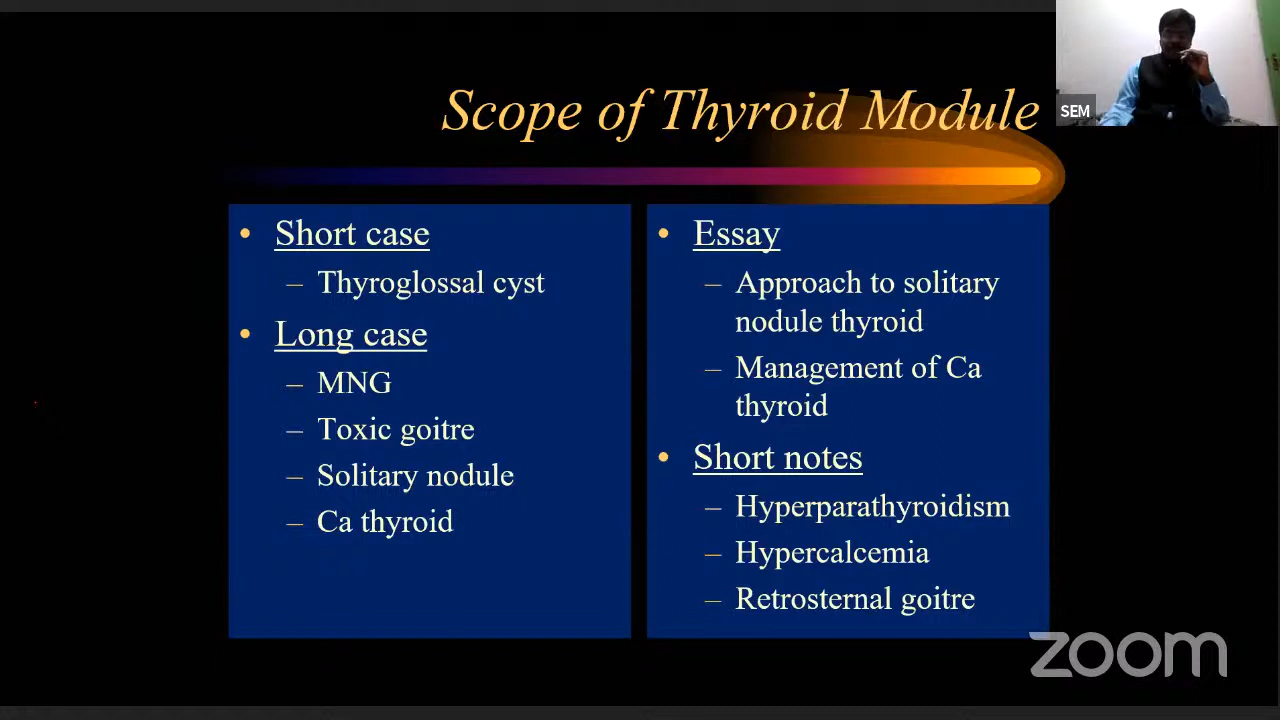 Scope of Thyroid Module
SEM
• Short case
– Thyroglossal cyst
• Long case
– MNG
– Toxic goitre
– Solitary nodule
– Ca thyroid
• Essay
– Approach to solitary
nodule thyroid
– Management of Ca
thyroid
• Short notes
– Hyperparathyroidism
– Hypercalcemia
– Retrosternal goitre
zoom